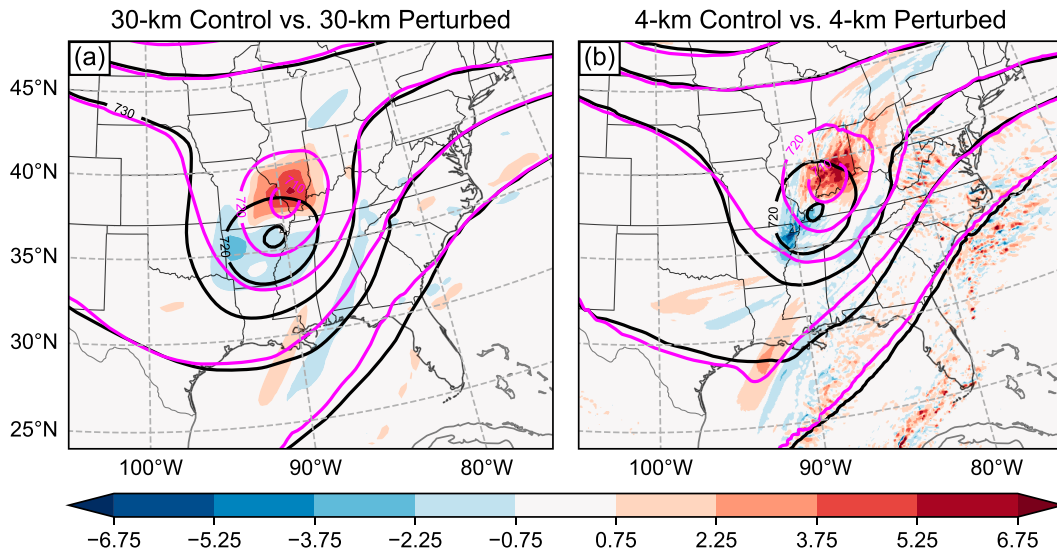 30-km Control vs. 30-km Perturbed
4-km Control vs. 4-km Perturbed
(a)
(b)
45°N
40°N
35°N
30°N
25°N
730
720
720
720
720
100°W
90°W
80°W
100°W
90°W
80°W
−6.75
−5.25
−3.75
−2.25
−0.75
0.75
2.25
3.75
5.25
6.75